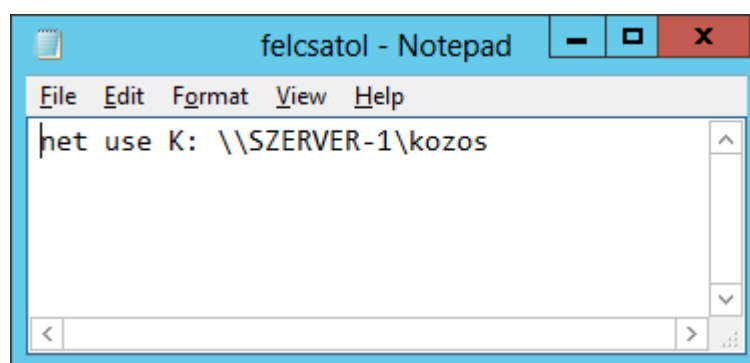 felcsatol - Notepad
File Edit Format View Help
net use K: \\SZERVER-1\kozos